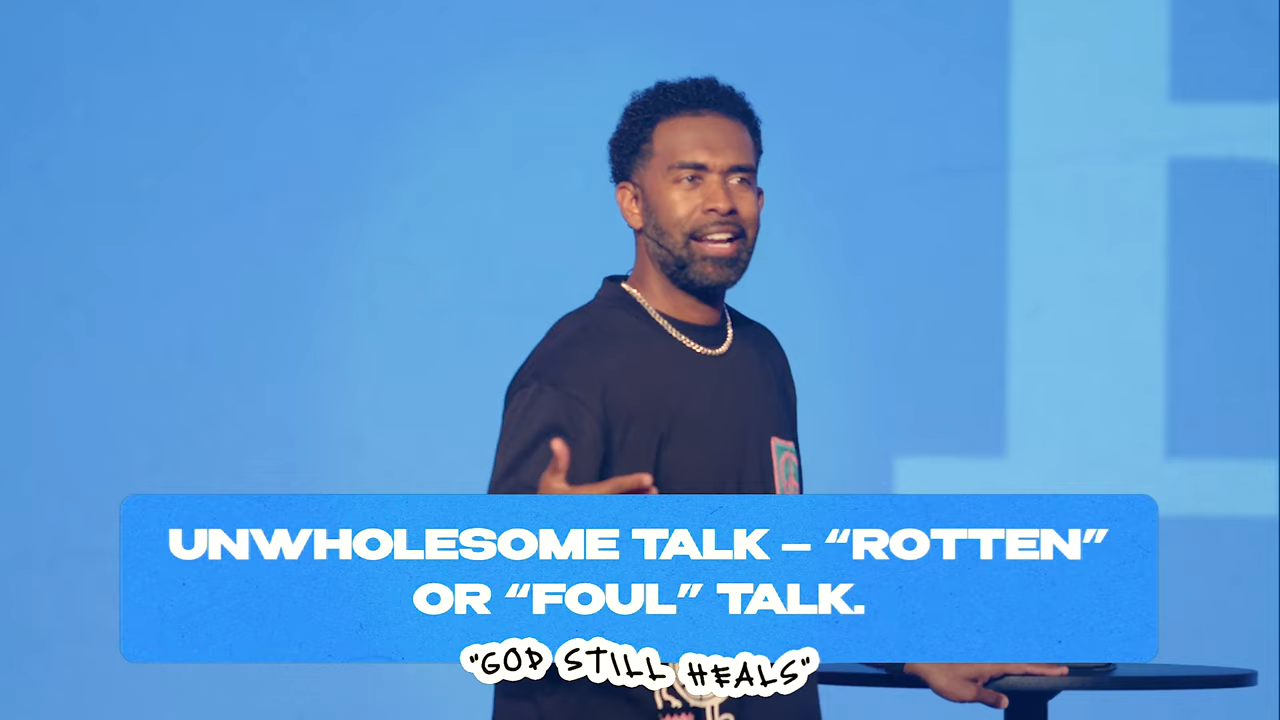 UNWHOLESOME TALK – “ROTTEN”
OR “FOUL” TALK.
"GOD STILL HEALS"